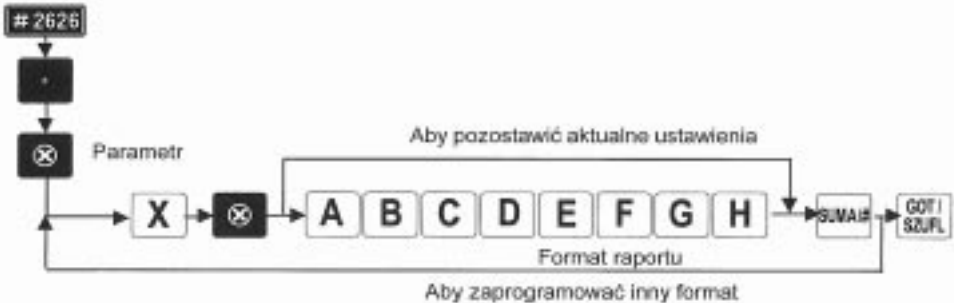 #2626
.
⊗ Parametr
Aby pozostawić aktualne ustawienia
X ⊗ A B C D E F G H SUMA/# GOT / SZUFL
Format raportu
Aby zaprogramować inny format